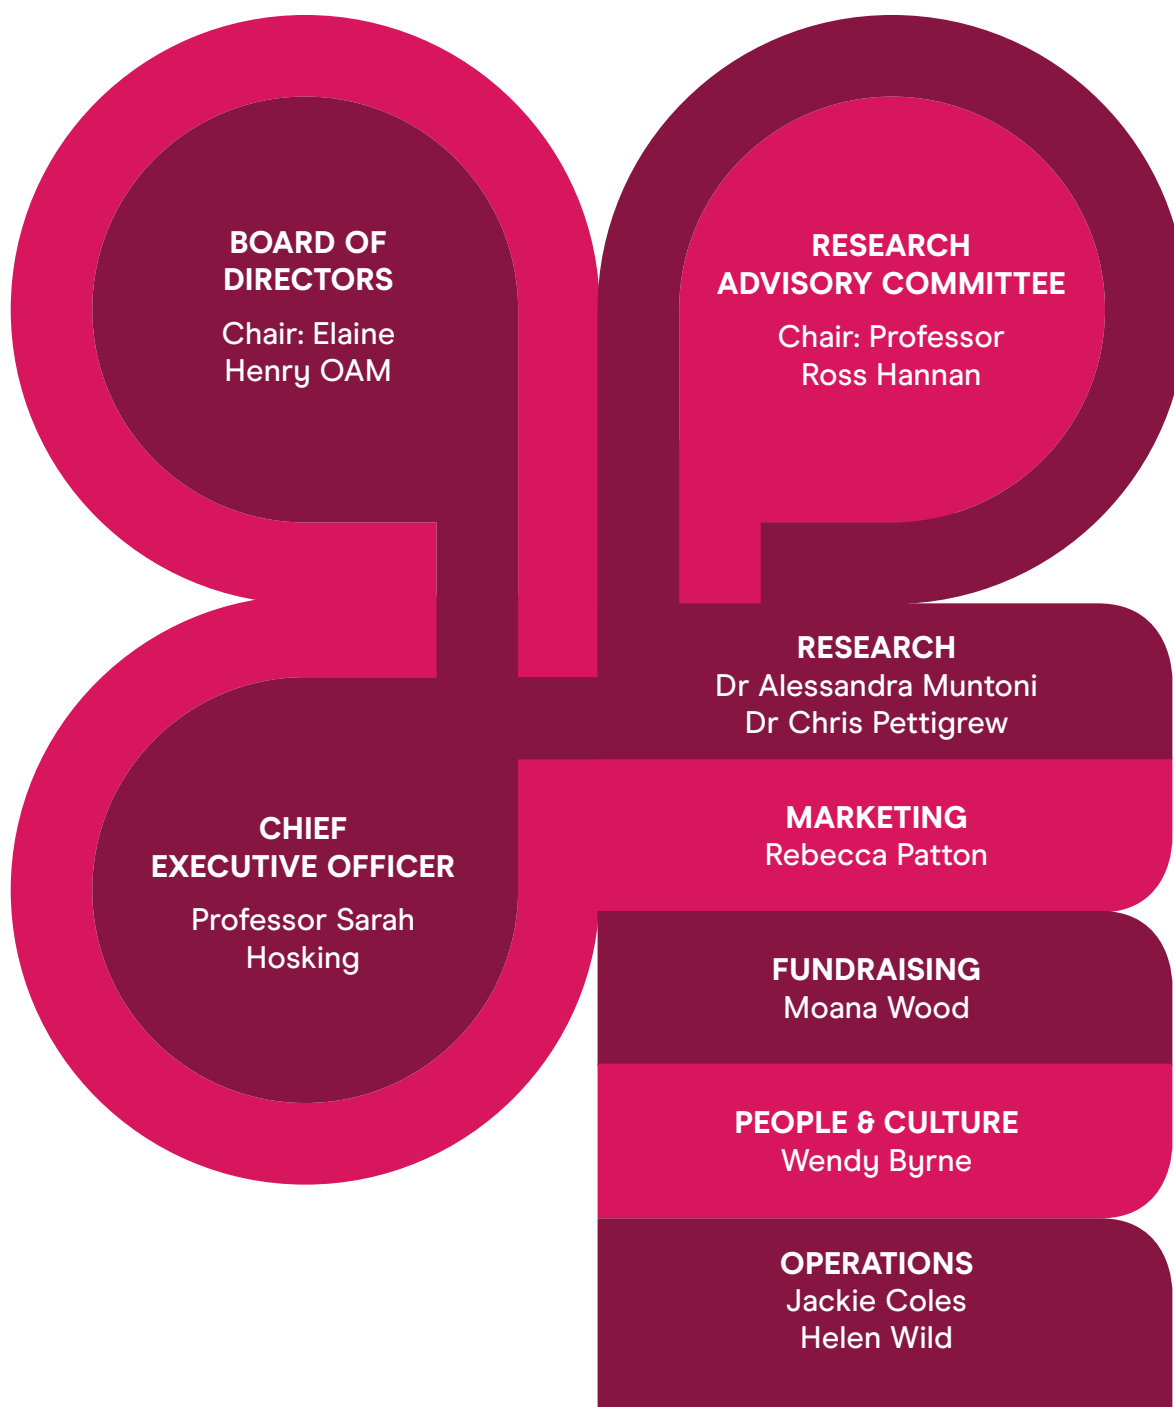 BOARD OF
DIRECTORS
Chair: Elaine
Henry OAM
RESEARCH
ADVISORY COMMITTEE
Chair: Professor
Ross Hannan
CHIEF
EXECUTIVE OFFICER
Professor Sarah
Hosking
RESEARCH
Dr Alessandra Muntoni
Dr Chris Pettigrew
MARKETING
Rebecca Patton
FUNDRAISING
Moana Wood
PEOPLE & CULTURE
Wendy Byrne
OPERATIONS
Jackie Coles
Helen Wild